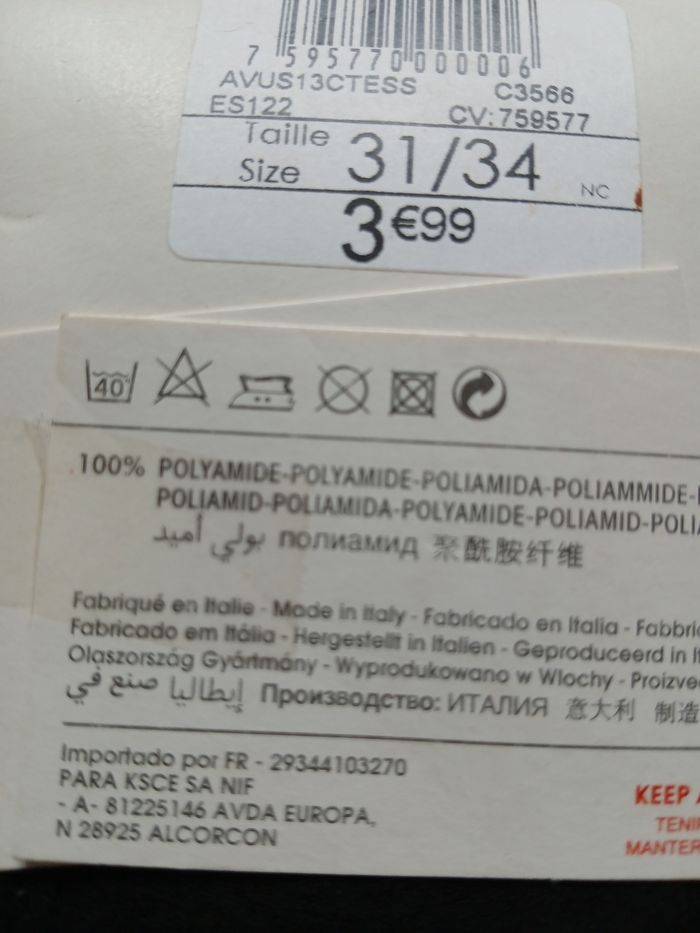 7 595770 000006
AVUS13CTESS C3566
ES122 CV:759577
Taille
Size 31/34 NC
3€99
40
100% POLYAMIDE-POLYAMIDE-POLIAMIDA-POLIAMMIDE-
POLIAMID-POLIAMIDA-POLYAMIDE-POLIAMID-POLIA
بولي أميد полиамид 聚酰胺纤维
Fabriqué en Italie - Made in Italy - Fabricado en Italia - Fabbric
Fabricado em Itália - Hergestellt in Italien - Geproduceerd in It
Olaszország Gyártmány - Wyprodukowano w Wlochy - Proizve
إيطاليا صنع في Производство: ИТАЛИЯ 意大利 制造
Importado por FR - 29344103270
PARA KSCE SA NIF
- A- 81225146 AVDA EUROPA,
N 28925 ALCORCON
KEEP
TENI
MANTER